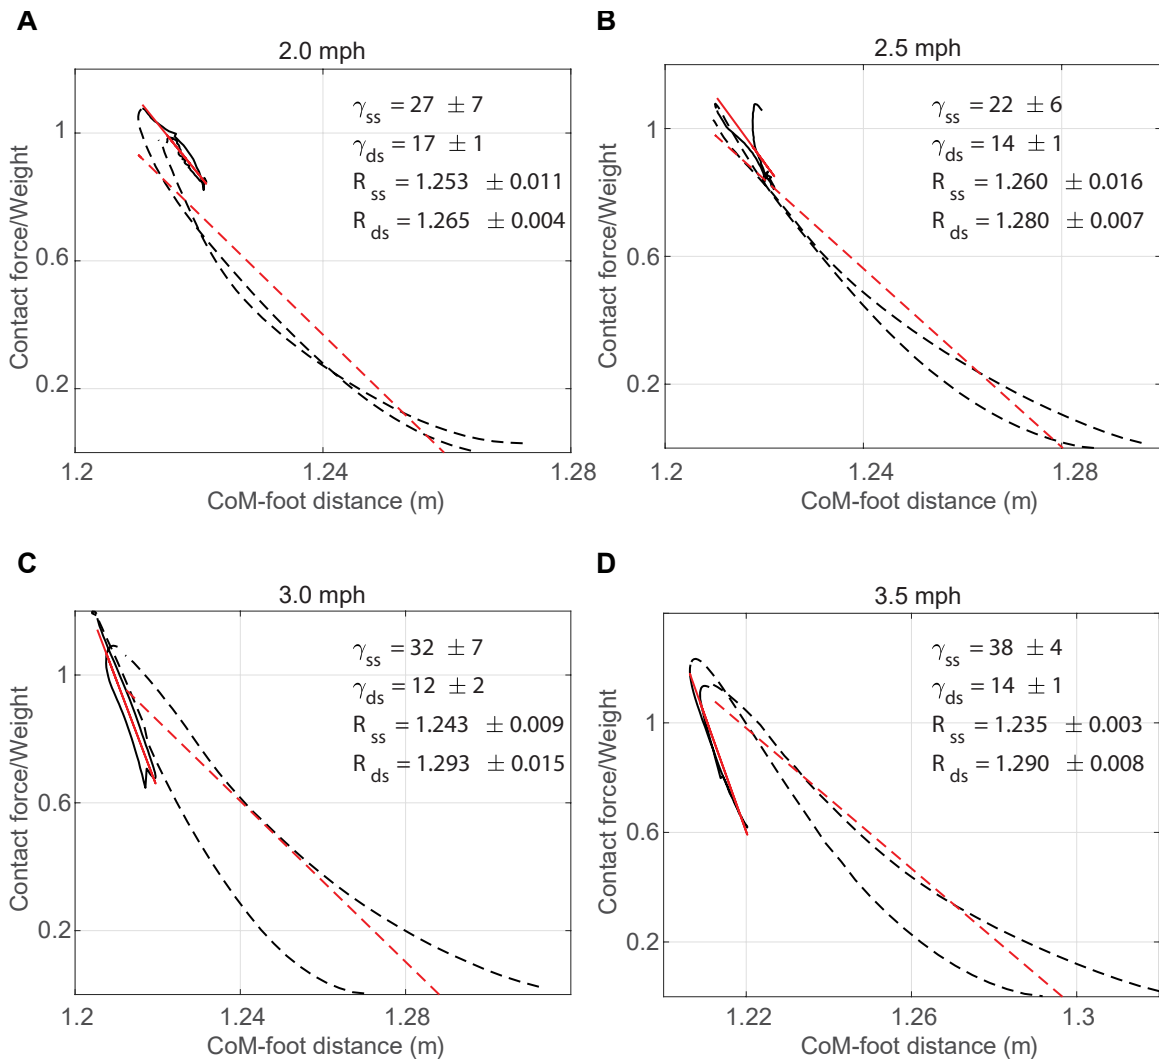 A
2.0 mph
γss = 27 ± 7
γds = 17 ± 1
Rss = 1.253 ± 0.011
Rds = 1.265 ± 0.004
1
0.6
0.2
1.2 1.24 1.28
CoM-foot distance (m)
Contact force/Weight
B
2.5 mph
γss = 22 ± 6
γds = 14 ± 1
Rss = 1.260 ± 0.016
Rds = 1.280 ± 0.007
1
0.6
0.2
1.2 1.24 1.28
CoM-foot distance (m)
Contact force/Weight
C
3.0 mph
γss = 32 ± 7
γds = 12 ± 2
Rss = 1.243 ± 0.009
Rds = 1.293 ± 0.015
1
0.6
0.2
1.2 1.24 1.28
CoM-foot distance (m)
Contact force/Weight
D
3.5 mph
γss = 38 ± 4
γds = 14 ± 1
Rss = 1.235 ± 0.003
Rds = 1.290 ± 0.008
1
0.6
0.2
1.22 1.26 1.3
CoM-foot distance (m)
Contact force/Weight